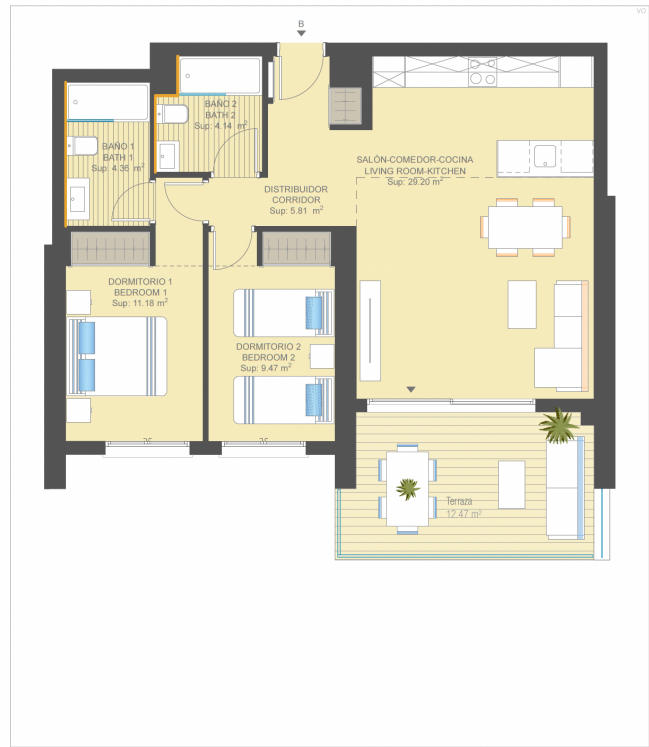 VO
B
BAÑO 2
BATH 2
Sup: 4.14 m²
BAÑO 1
BATH 1
Sup: 4.36 m²
SALÓN-COMEDOR-COCINA
LIVING ROOM-KITCHEN
Sup: 29.20 m²
DISTRIBUIDOR
CORRIDOR
Sup: 5.81 m²
DORMITORIO 1
BEDROOM 1
Sup: 11.18 m²
DORMITORIO 2
BEDROOM 2
Sup: 9.47 m²
Terraza
12.47 m²